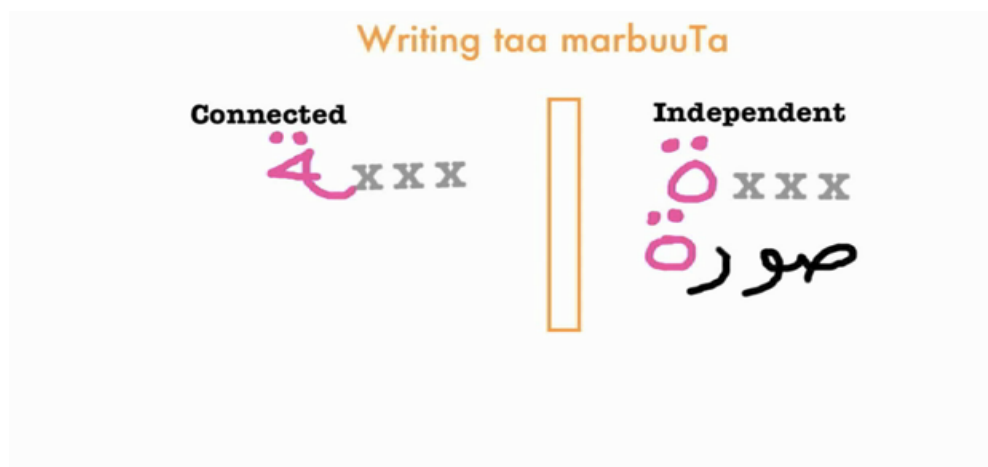 Writing taa marbuuTa
Connected
ـة xxx
Independent
ة xxx
صورة